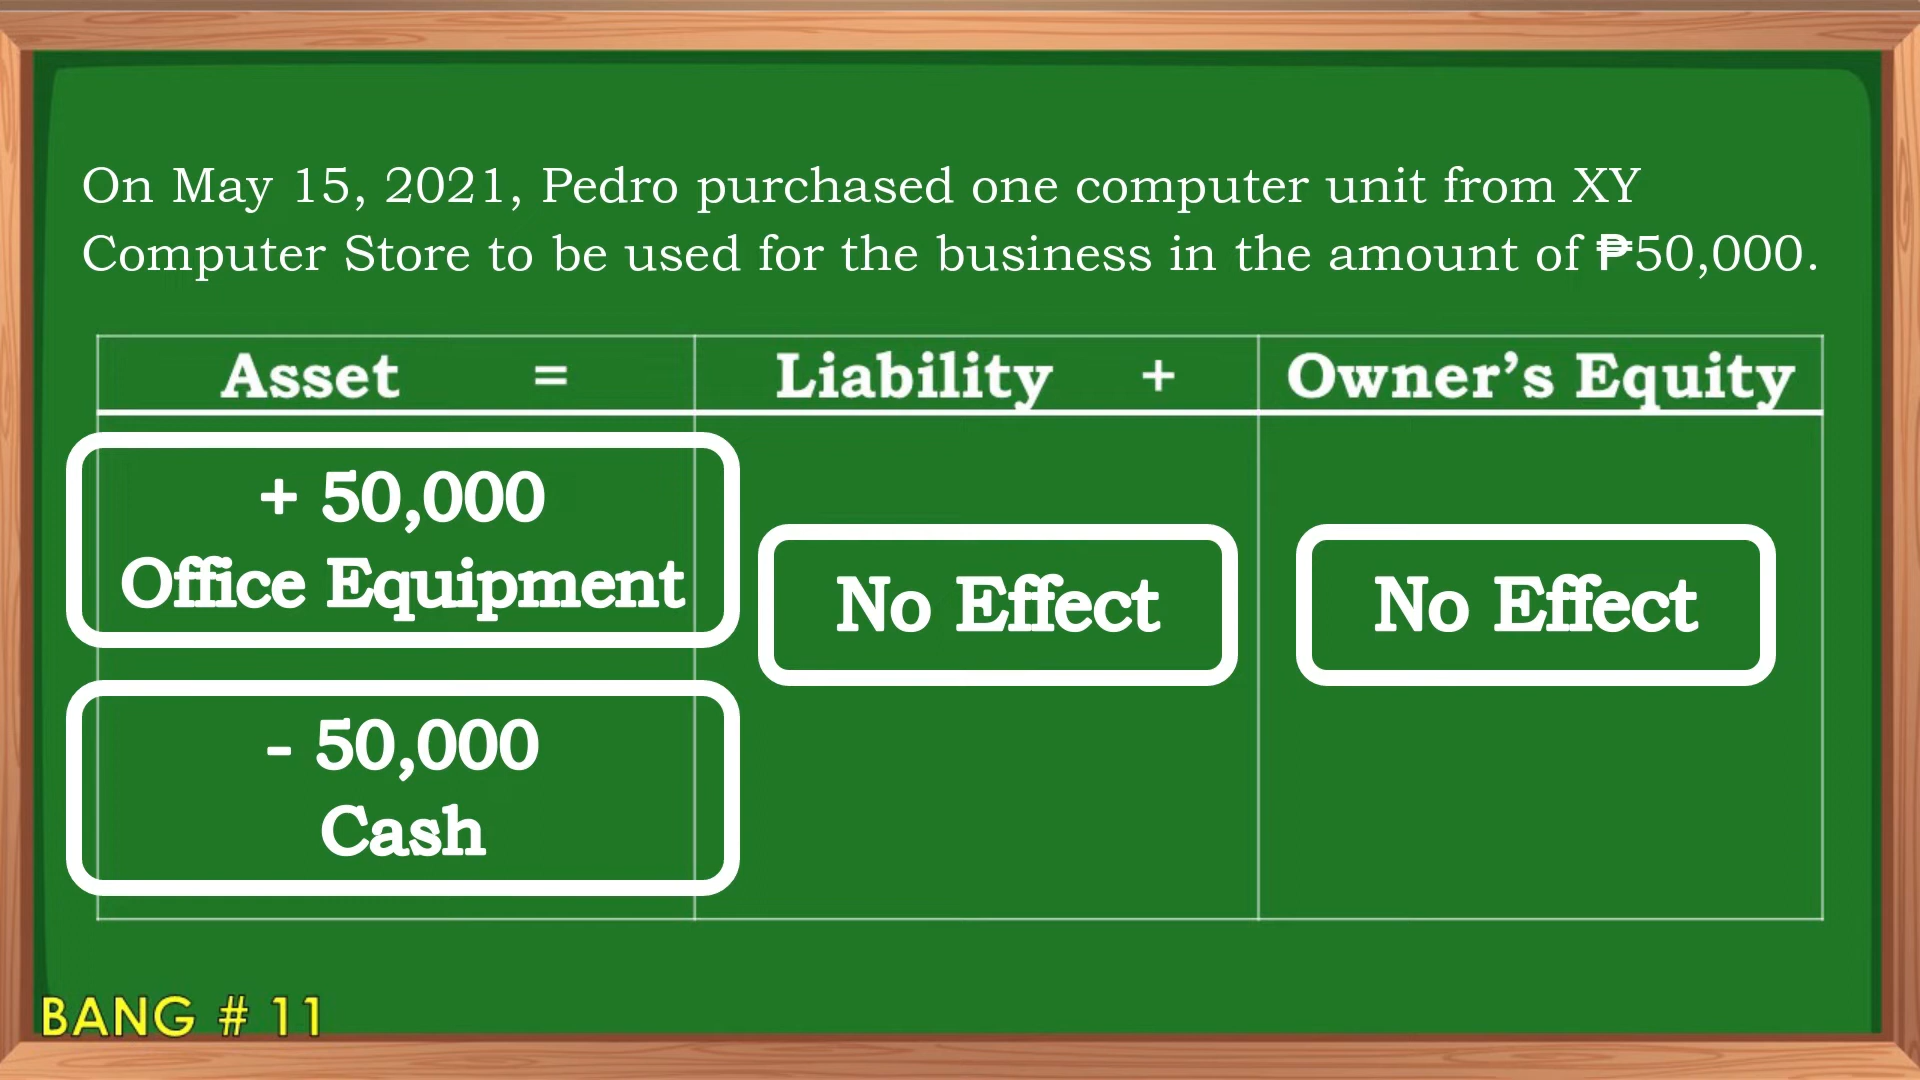 On May 15, 2021, Pedro purchased one computer unit from XY
Computer Store to be used for the business in the amount of ₱50,000.
Asset = Liability + Owner’s Equity
+ 50,000
Office Equipment
No Effect
No Effect
- 50,000
Cash
BANG # 11